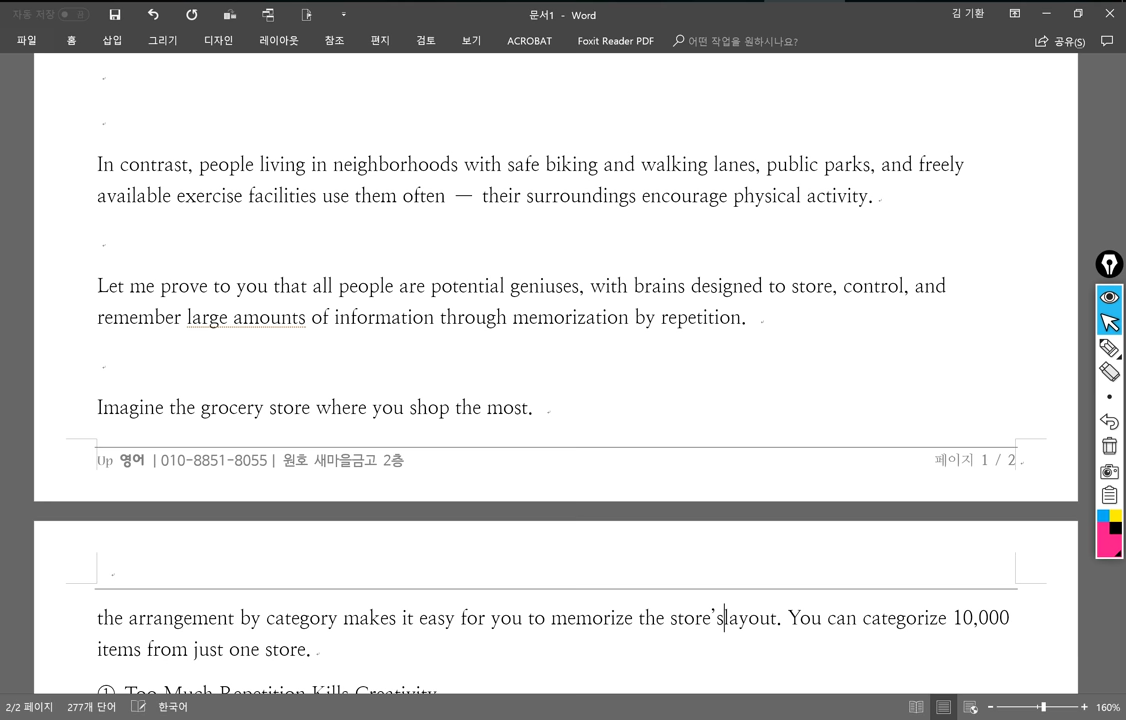 자동 저장
문서1 - Word
김 기환
파일 홈 삽입 그리기 디자인 레이아웃 참조 편지 검토 보기 ACROBAT Foxit Reader PDF 어떤 작업을 원하시나요? 공유(S)
In contrast, people living in neighborhoods with safe biking and walking lanes, public parks, and freely
available exercise facilities use them often — their surroundings encourage physical activity.
Let me prove to you that all people are potential geniuses, with brains designed to store, control, and
remember large amounts of information through memorization by repetition.
Imagine the grocery store where you shop the most.
Up 영어 | 010-8851-8055 | 원호 새마을금고 2층 페이지 1 / 2
the arrangement by category makes it easy for you to memorize the store'slayout. You can categorize 10,000
items from just one store.
① Too Much Repetition Kills Creativity
2/2 페이지 277개 단어 한국어 160%